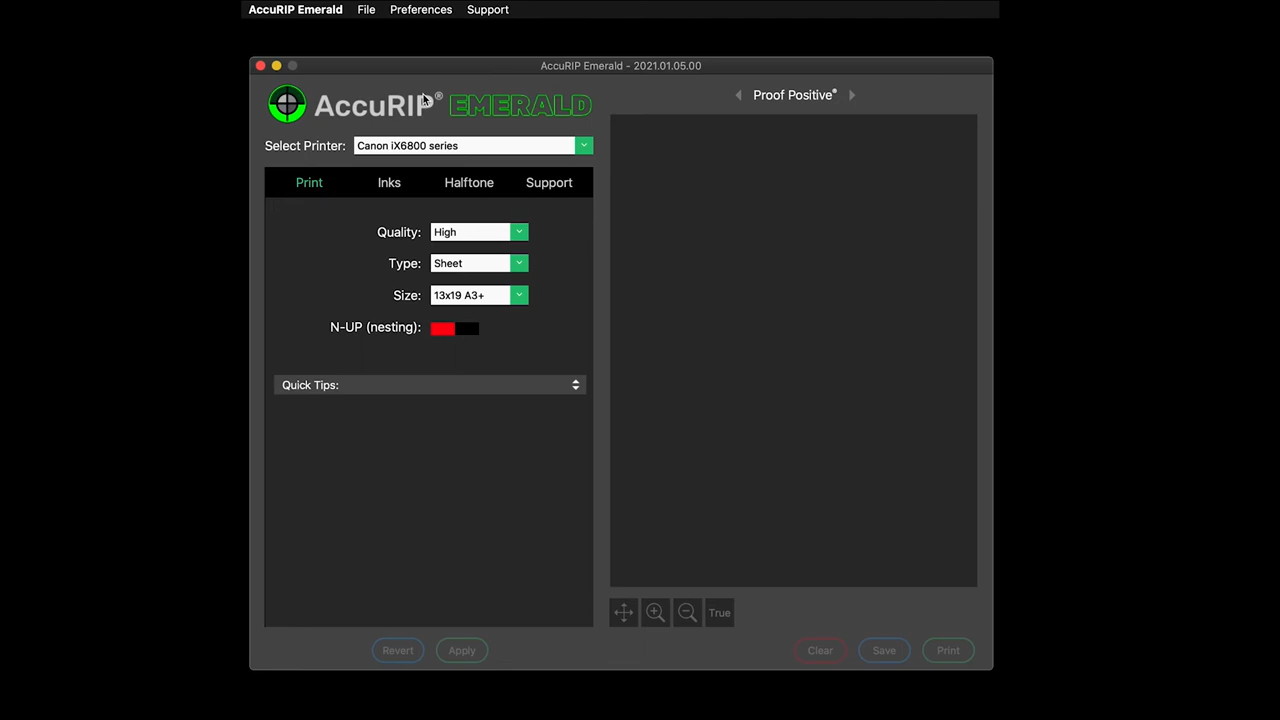 AccuRIP Emerald File Preferences Support
AccuRIP Emerald - 2021.01.05.00
AccuRIP® EMERALD
Proof Positive®
Select Printer: Canon iX6800 series
Print Inks Halftone Support
Quality: High
Type: Sheet
Size: 13x19 A3+
N-UP (nesting):
Quick Tips:
True
Revert Apply Clear Save Print